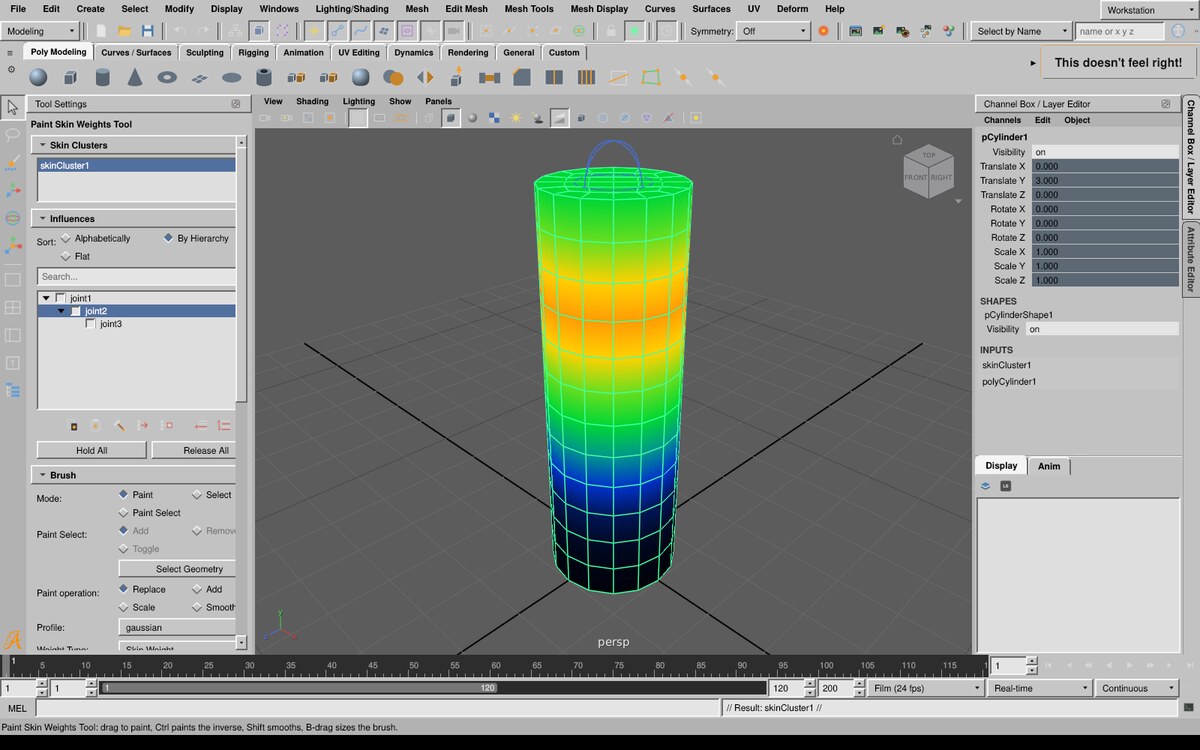 File Edit Create Select Modify Display Windows Lighting/Shading Mesh Edit Mesh Mesh Tools Mesh Display Curves Surfaces UV Deform Help
Workstation
Modeling
Symmetry: Off
Select by Name
name or x y z
Poly Modeling Curves / Surfaces Sculpting Rigging Animation UV Editing Dynamics Rendering General Custom
This doesn't feel right!
Tool Settings
Paint Skin Weights Tool
Skin Clusters
skinCluster1
Influences
Sort: Alphabetically By Hierarchy
Flat
Search...
joint1
joint2
joint3
Hold All Release All
Brush
Mode: Paint Select
Paint Select
Paint Select: Add Remove
Toggle
Select Geometry
Paint operation: Replace Add
Scale Smooth
Profile: gaussian
Weight Type: Skin Weight
View Shading Lighting Show Panels
TOP
FRONT RIGHT
y
persp
Channel Box / Layer Editor
Channels Edit Object
pCylinder1
Visibility on
Translate X 0.000
Translate Y 3.000
Translate Z 0.000
Rotate X 0.000
Rotate Y 0.000
Rotate Z 0.000
Scale X 1.000
Scale Y 1.000
Scale Z 1.000
SHAPES
pCylinderShape1
Visibility on
INPUTS
skinCluster1
polyCylinder1
Display Anim
Channel Box / Layer Editor
Attribute Editor
1 5 10 15 20 25 30 35 40 45 50 55 60 65 70 75 80 85 90 95 100 105 110 115 1
1 1 1 120 120 200 Film (24 fps) Real-time Continuous
MEL
// Result: skinCluster1 //
Paint Skin Weights Tool: drag to paint, Ctrl paints the inverse, Shift smooths, B-drag sizes the brush.